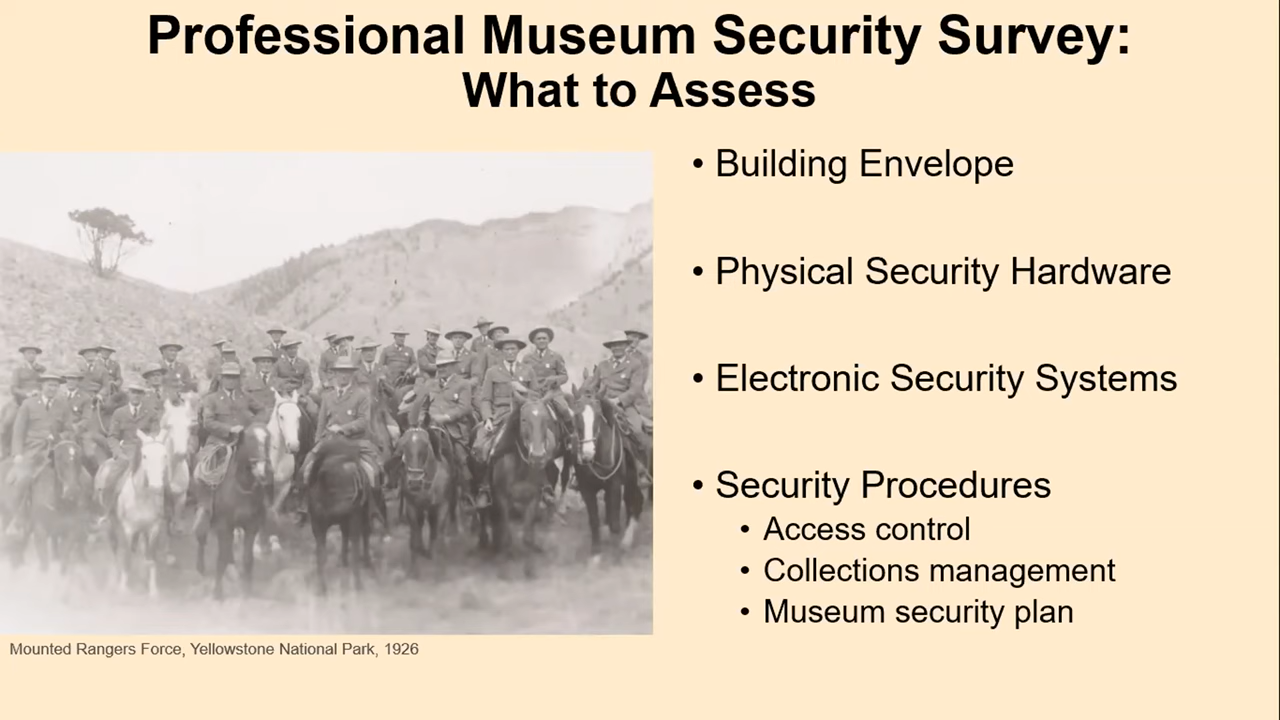 Professional Museum Security Survey:
What to Assess
• Building Envelope
• Physical Security Hardware
• Electronic Security Systems
• Security Procedures
• Access control
• Collections management
• Museum security plan
Mounted Rangers Force, Yellowstone National Park, 1926